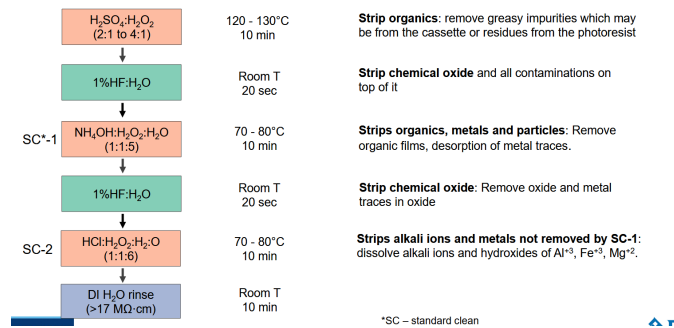 H₂SO₄:H₂O₂
(2:1 to 4:1)
120 - 130°C
10 min
Strip organics: remove greasy impurities which may
be from the cassette or residues from the photoresist
1%HF:H₂O
Room T
20 sec
Strip chemical oxide and all contaminations on
top of it
SC*-1
NH₄OH:H₂O₂:H₂O
(1:1:5)
70 - 80°C
10 min
Strips organics, metals and particles: Remove
organic films, desorption of metal traces.
1%HF:H₂O
Room T
20 sec
Strip chemical oxide: Remove oxide and metal
traces in oxide
SC-2
HCl:H₂O₂:H₂:O
(1:1:6)
70 - 80°C
10 min
Strips alkali ions and metals not removed by SC-1:
dissolve alkali ions and hydroxides of Al⁺³, Fe⁺³, Mg⁺².
DI H₂O rinse
(>17 MΩ·cm)
Room T
10 min
*SC – standard clean